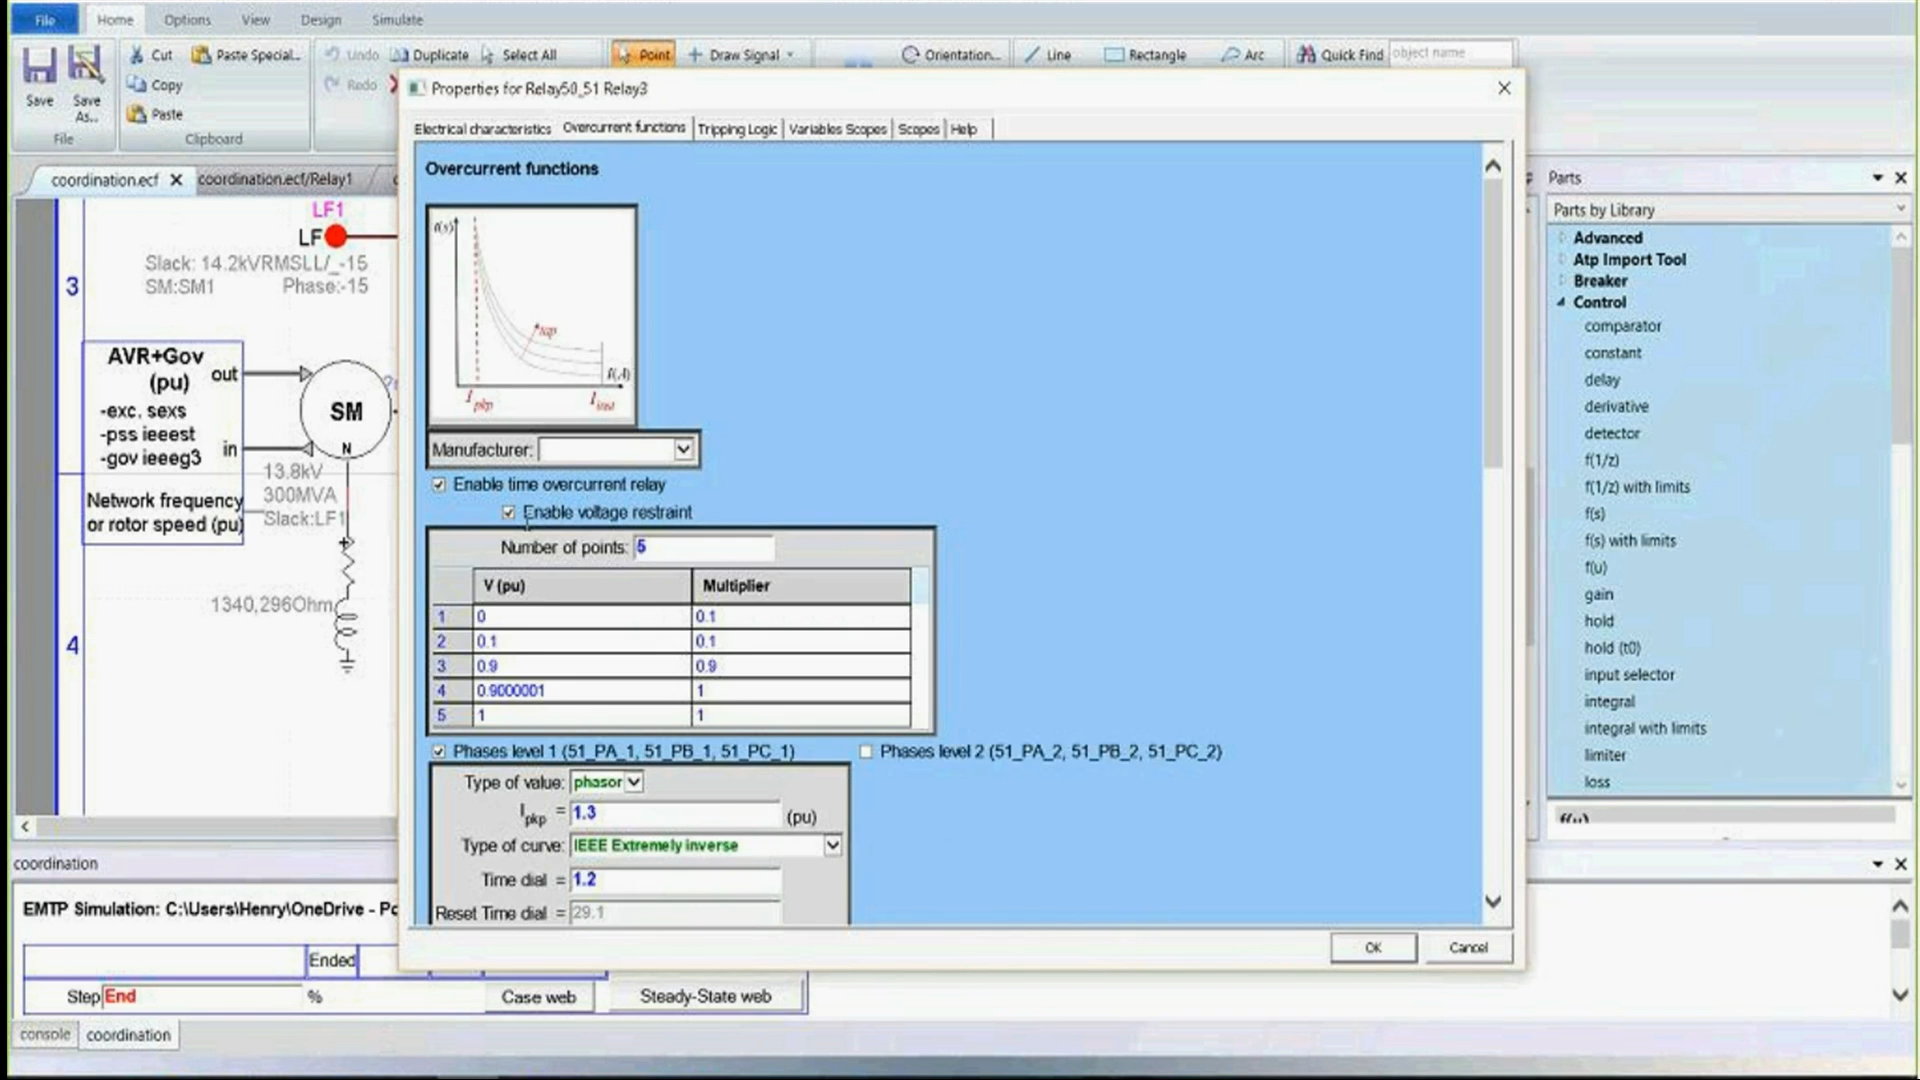 File Home Options View Design Simulate
Save Save As... Cut Copy Paste Paste Special... Undo Redo Duplicate Select All Point Draw Signal Orientation... Line Rectangle Arc Quick Find object name
File Clipboard
Properties for Relay50_51 Relay3
Electrical characteristics Overcurrent functions Tripping Logic Variables Scopes Scopes Help
coordination.ecf coordination.ecf/Relay1
3
LF1
LF
Slack: 14.2kVRMSLL/_-15
SM:SM1 Phase:-15
AVR+Gov
(pu)
out
-exc, sexs
-pss ieeest
-gov ieeeg3
in
Network frequency
or rotor speed (pu)
SM
N
13.8kV
300MVA
Slack:LF1
1340,296Ohm
4
Overcurrent functions
t(s)
tap
I(A)
I pkp
I inst
Manufacturer:
Enable time overcurrent relay
Enable voltage restraint
Number of points: 5
V (pu) Multiplier
1 0 0.1
2 0.1 0.1
3 0.9 0.9
4 0.9000001 1
5 1 1
Phases level 1 (51_PA_1, 51_PB_1, 51_PC_1) Phases level 2 (51_PA_2, 51_PB_2, 51_PC_2)
Type of value: phasor
Ipkp = 1.3 (pu)
Type of curve: IEEE Extremely inverse
Time dial = 1.2
Reset Time dial = 29.1
OK Cancel
Parts
Parts by Library
Advanced
Atp Import Tool
Breaker
Control
comparator
constant
delay
derivative
detector
f(1/z)
f(1/z) with limits
f(s)
f(s) with limits
f(u)
gain
hold
hold (t0)
input selector
integral
integral with limits
limiter
loss
f(u)
coordination
EMTP Simulation: C:\Users\Henry\OneDrive - Po
Ended
Step End % Case web Steady-State web
console coordination